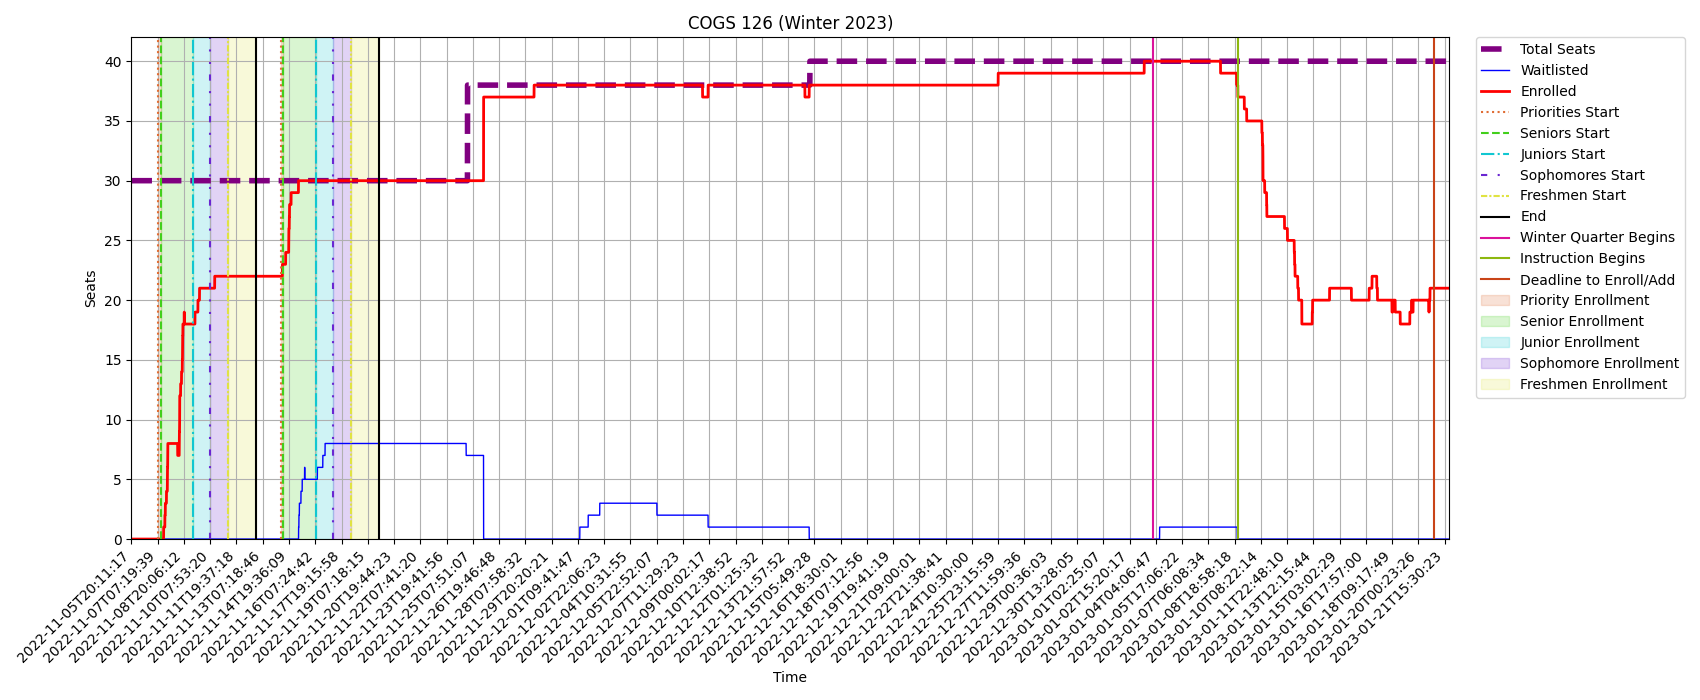 COGS 126 (Winter 2023)
Seats
40
35
30
25
20
15
10
5
0
2022-11-05T20:11:17
2022-11-07T07:19:39
2022-11-08T20:06:12
2022-11-10T07:53:20
2022-11-11T19:37:18
2022-11-13T07:18:46
2022-11-14T19:36:09
2022-11-16T07:24:42
2022-11-17T19:15:58
2022-11-19T07:18:15
2022-11-20T19:44:23
2022-11-22T07:41:20
2022-11-23T19:41:56
2022-11-25T07:51:07
2022-11-26T19:46:48
2022-11-28T07:58:32
2022-11-29T20:20:21
2022-12-01T09:41:47
2022-12-02T22:06:23
2022-12-04T10:31:55
2022-12-05T22:52:07
2022-12-07T11:29:23
2022-12-09T00:02:17
2022-12-10T12:38:52
2022-12-12T01:25:32
2022-12-13T13:57:52
2022-12-15T05:49:28
2022-12-16T18:30:01
2022-12-18T07:12:56
2022-12-19T19:41:19
2022-12-21T09:00:01
2022-12-22T21:38:41
2022-12-24T10:30:00
2022-12-25T23:15:59
2022-12-27T11:59:36
2022-12-29T00:36:03
2022-12-30T13:28:05
2023-01-01T02:25:07
2023-01-02T15:20:17
2023-01-04T04:06:47
2023-01-05T17:06:22
2023-01-07T06:08:34
2023-01-08T18:58:18
2023-01-10T08:22:14
2023-01-11T22:48:10
2023-01-13T12:15:44
2023-01-15T03:02:29
2023-01-16T17:57:00
2023-01-18T09:17:49
2023-01-20T00:23:26
2023-01-21T15:30:23
Time
Total Seats
Waitlisted
Enrolled
Priorities Start
Seniors Start
Juniors Start
Sophomores Start
Freshmen Start
End
Winter Quarter Begins
Instruction Begins
Deadline to Enroll/Add
Priority Enrollment
Senior Enrollment
Junior Enrollment
Sophomore Enrollment
Freshmen Enrollment